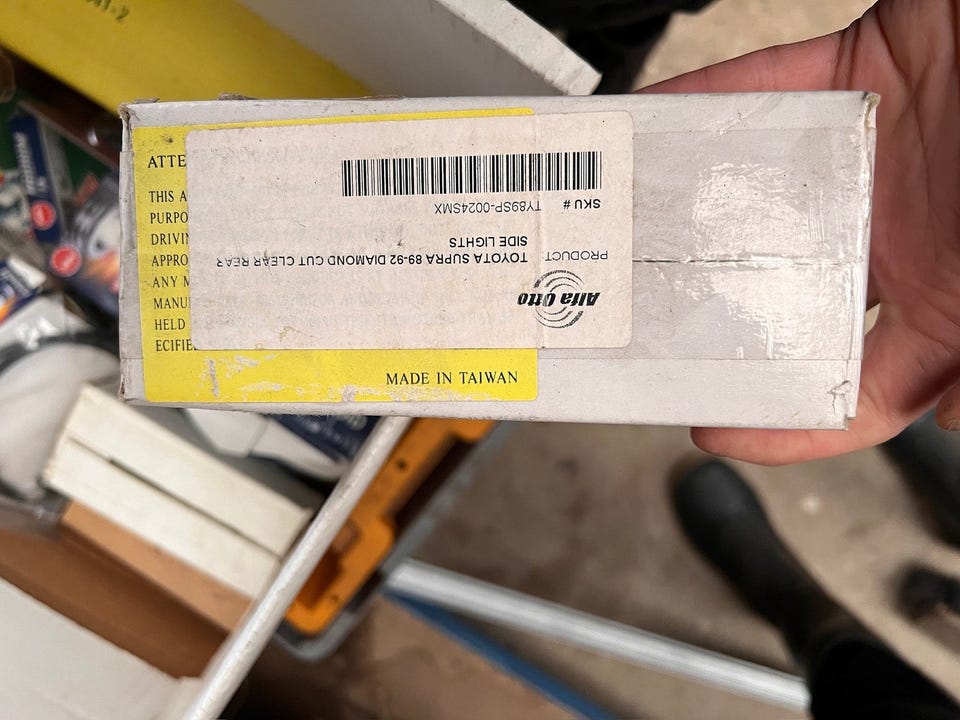 ATTE
THIS A
PURPO
DRIVIN
APPRO
ANY M
MANU
HELD
ECIFIE
MADE IN TAIWAN
Alfa Otto
PRODUCT: TOYOTA SUPRA 89-92 DIAMOND CUT CLEAR REAR
SIDE LIGHTS
SKU # TY89SP-0024SMX